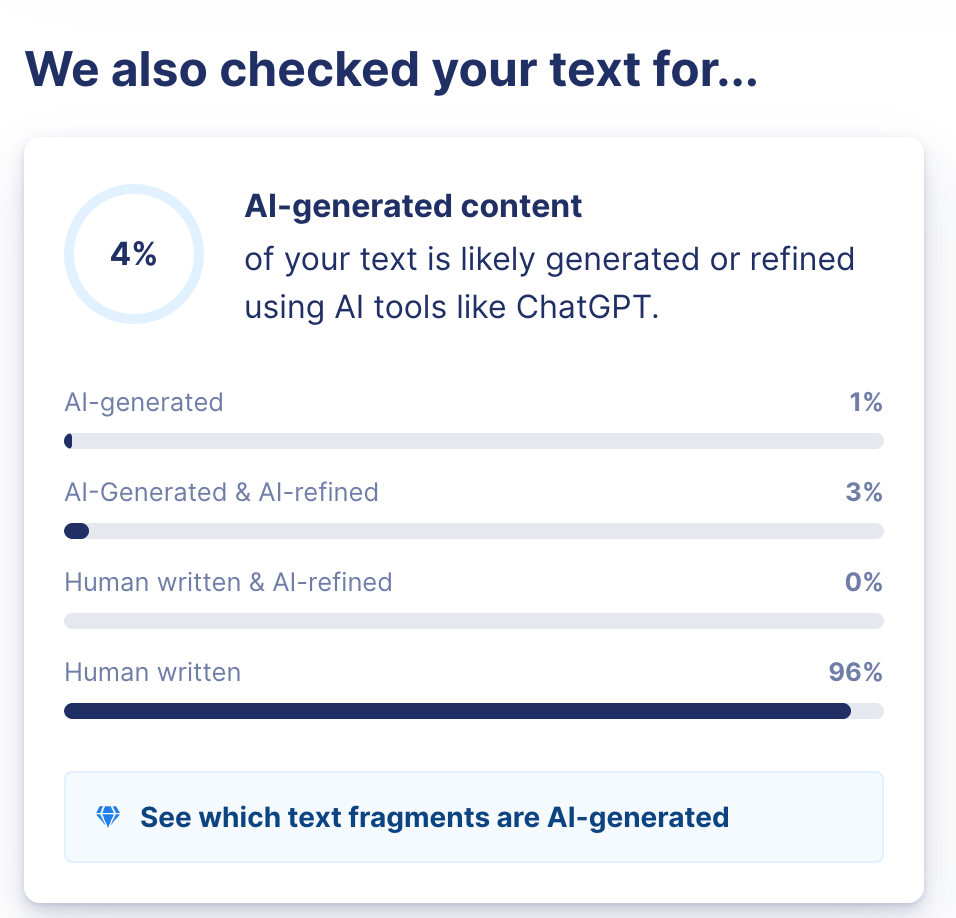 We also checked your text for...
4%
AI-generated content
of your text is likely generated or refined
using AI tools like ChatGPT.
AI-generated 1%
AI-Generated & AI-refined 3%
Human written & AI-refined 0%
Human written 96%
See which text fragments are AI-generated